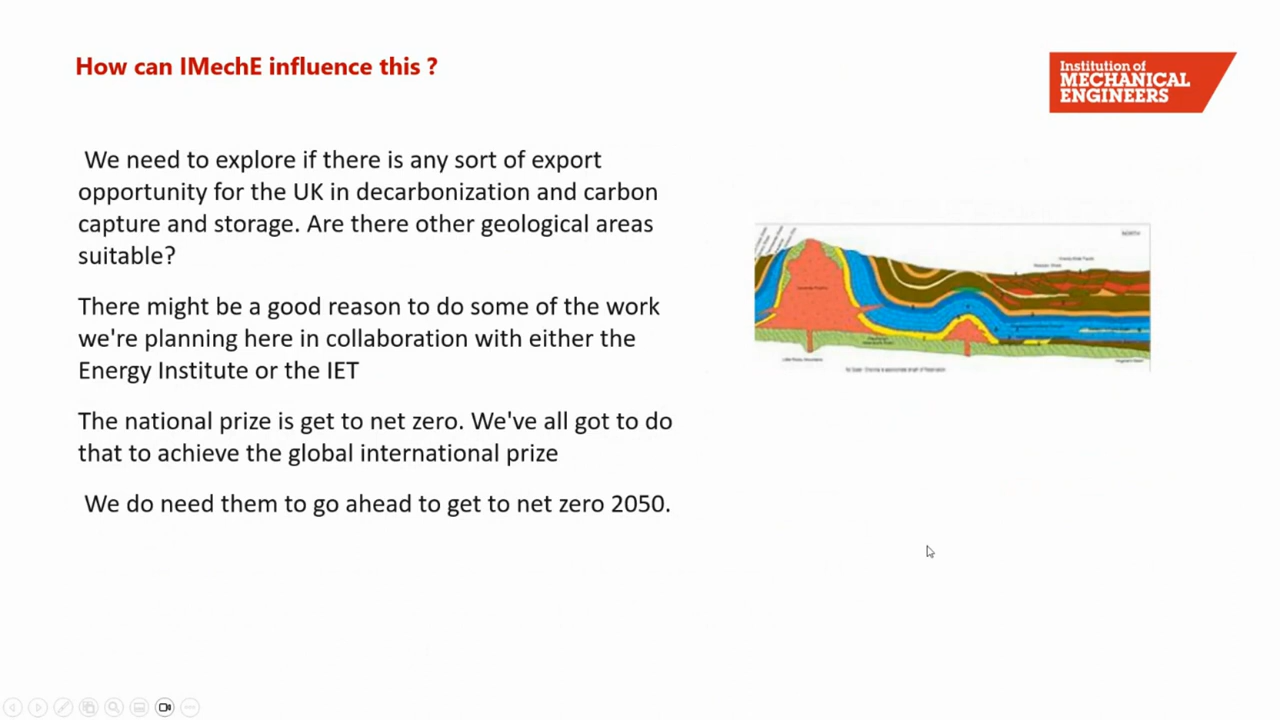 How can IMechE influence this ?
Institution of
MECHANICAL
ENGINEERS
We need to explore if there is any sort of export
opportunity for the UK in decarbonization and carbon
capture and storage. Are there other geological areas
suitable?
There might be a good reason to do some of the work
we're planning here in collaboration with either the
Energy Institute or the IET
The national prize is get to net zero. We've all got to do
that to achieve the global international prize
We do need them to go ahead to get to net zero 2050.
NORTH